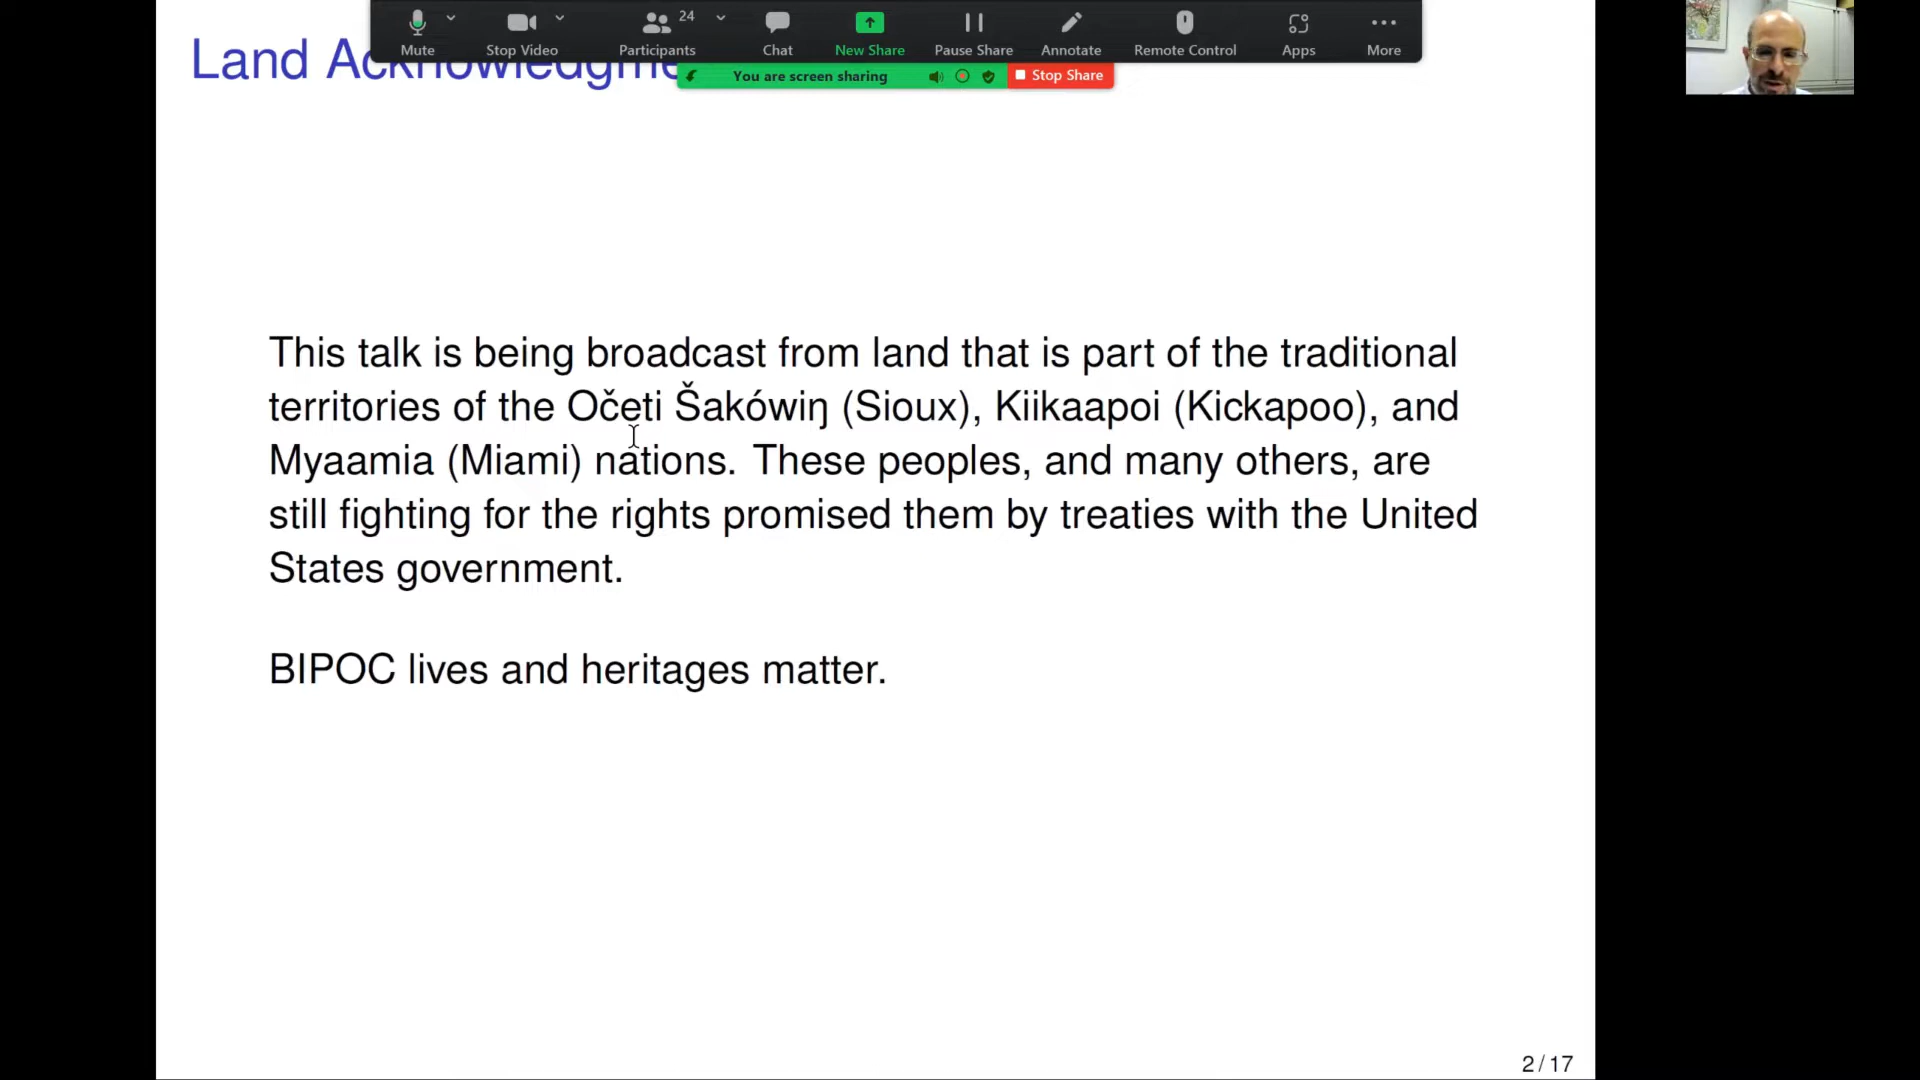 24
Mute Stop Video Participants Chat New Share Pause Share Annotate Remote Control Apps More
Land
You are screen sharing Stop Share
This talk is being broadcast from land that is part of the traditional
territories of the Očeti Šakówiŋ (Sioux), Kiikaapoi (Kickapoo), and
Myaamia (Miami) nations. These peoples, and many others, are
still fighting for the rights promised them by treaties with the United
States government.
BIPOC lives and heritages matter.
2 / 17